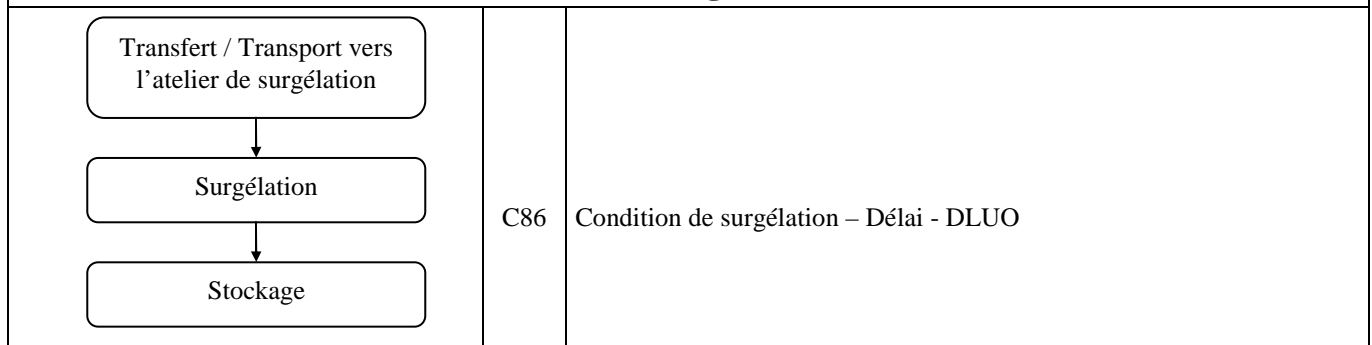 Transfert / Transport vers
l’atelier de surgélation
Surgélation
C86 Condition de surgélation – Délai - DLUO
Stockage